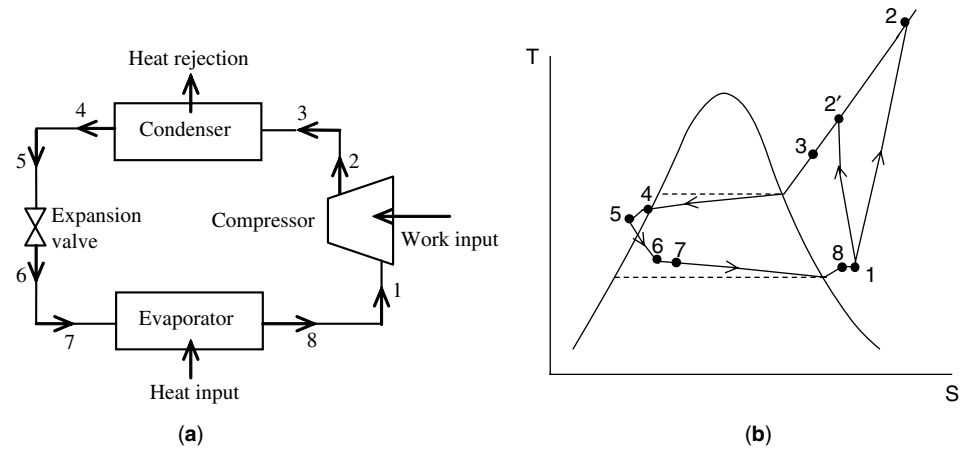 Heat rejection
4
Condenser
3
5
2
Expansion
valve
Compressor
Work input
6
1
Evaporator
7
8
Heat input
(a)
T
2
2′
3
4
5
6
7
8
1
S
(b)